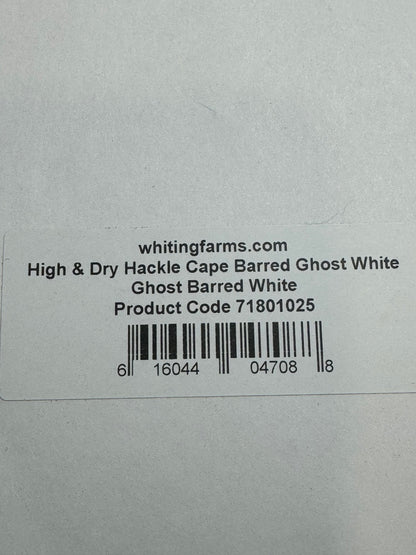 whitingfarms.com
High & Dry Hackle Cape Barred Ghost White
Ghost Barred White
Product Code 71801025
6 16044 04708 8